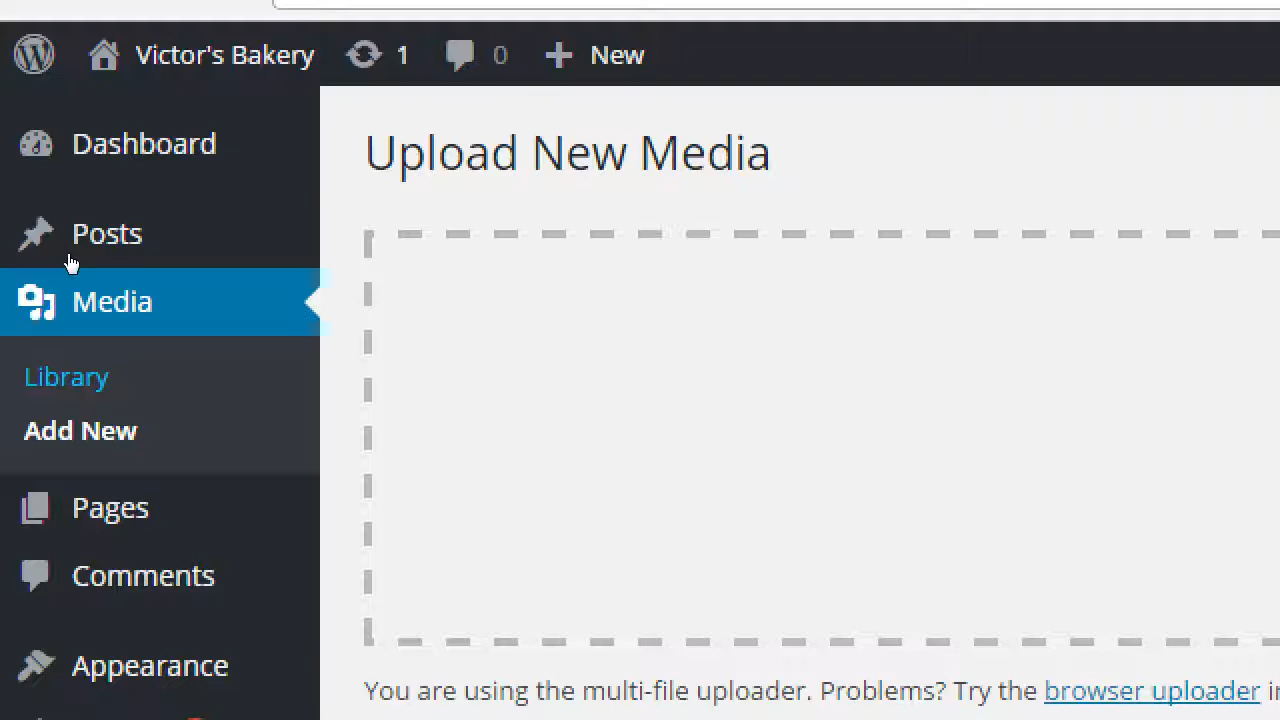 Victor's Bakery 1 0 New
Dashboard
Upload New Media
Posts
Media
Library
Add New
Pages
Comments
Appearance
You are using the multi-file uploader. Problems? Try the browser uploader